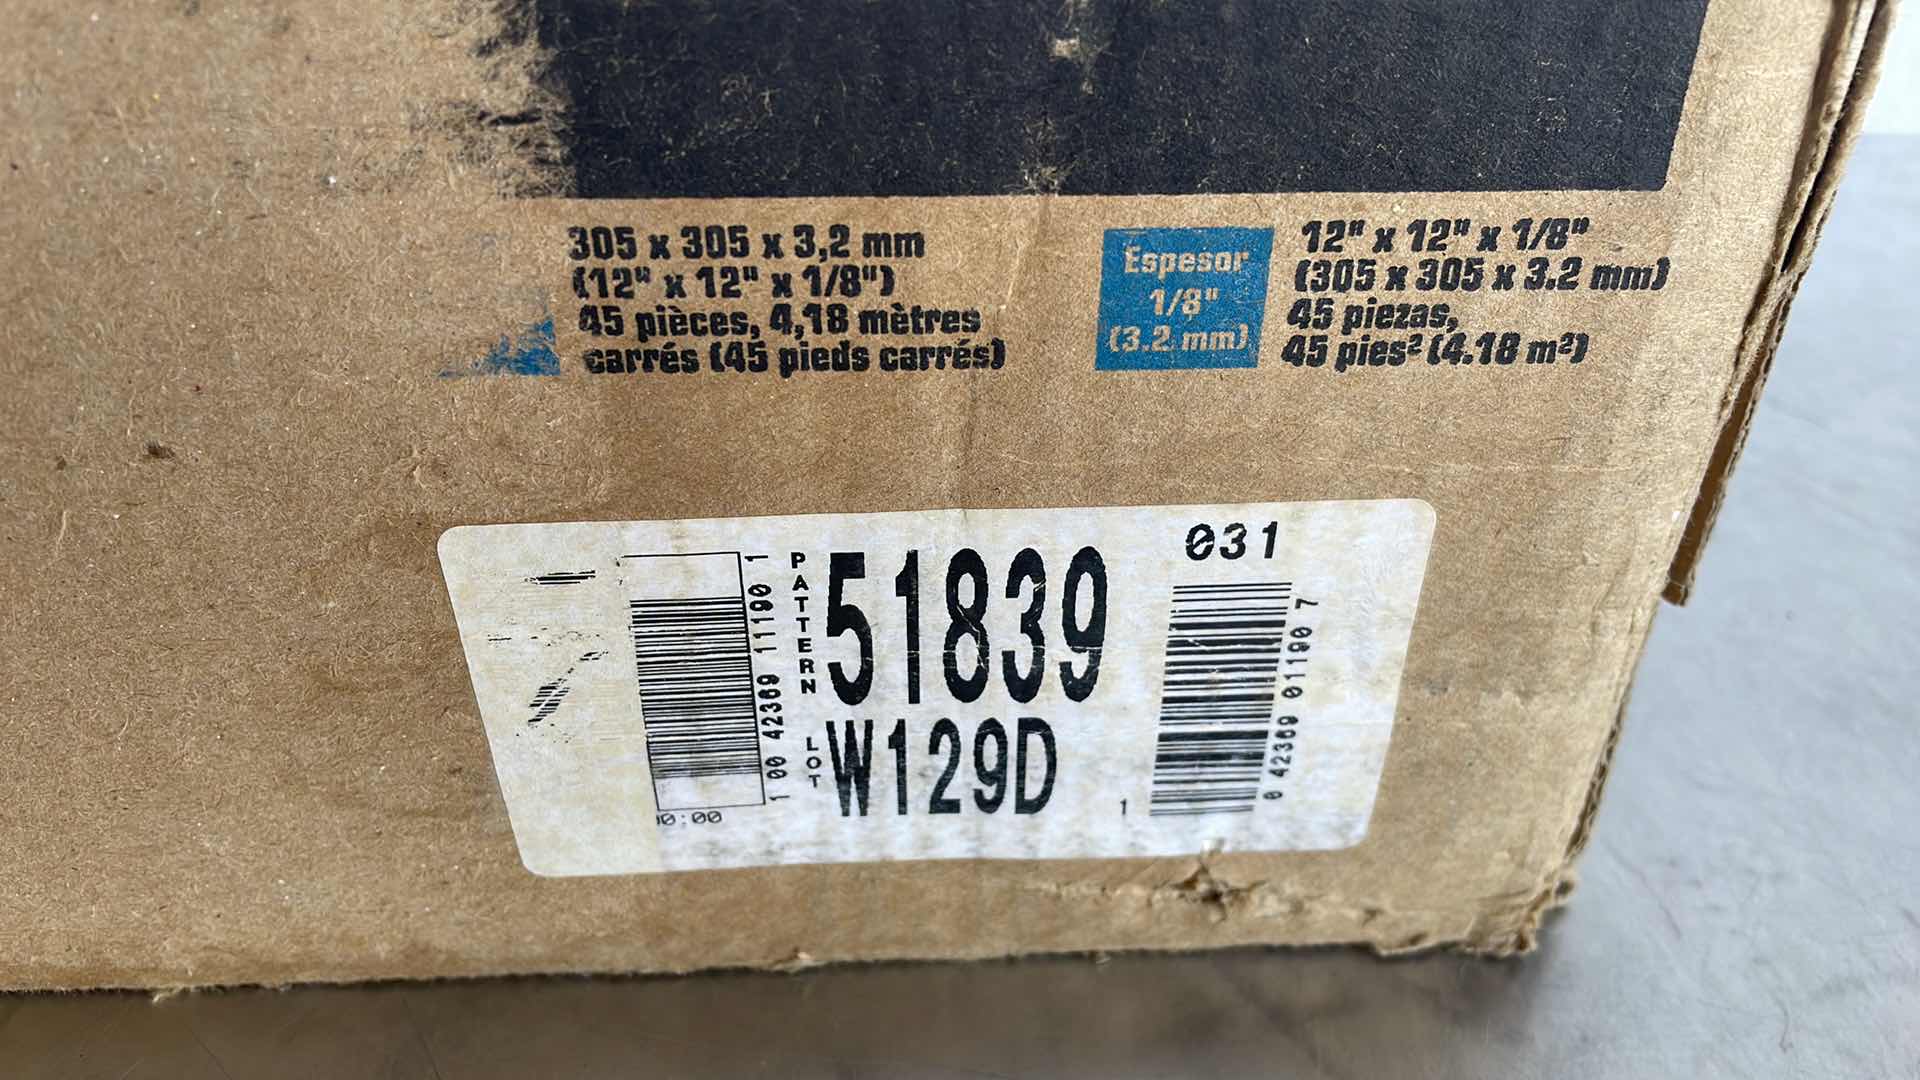 305 x 305 x 3,2 mm
(12" x 12" x 1/8")
45 pièces, 4,18 mètres
carrés (45 pieds carrés)
Espesor
1/8"
(3.2 mm)
12" x 12" x 1/8"
(305 x 305 x 3.2 mm)
45 piezas,
45 pies² (4.18 m²)
031
PATTERN 51839
LOT W129D
1 00 42369 11190 1
0 42369 01190 7
1
:00